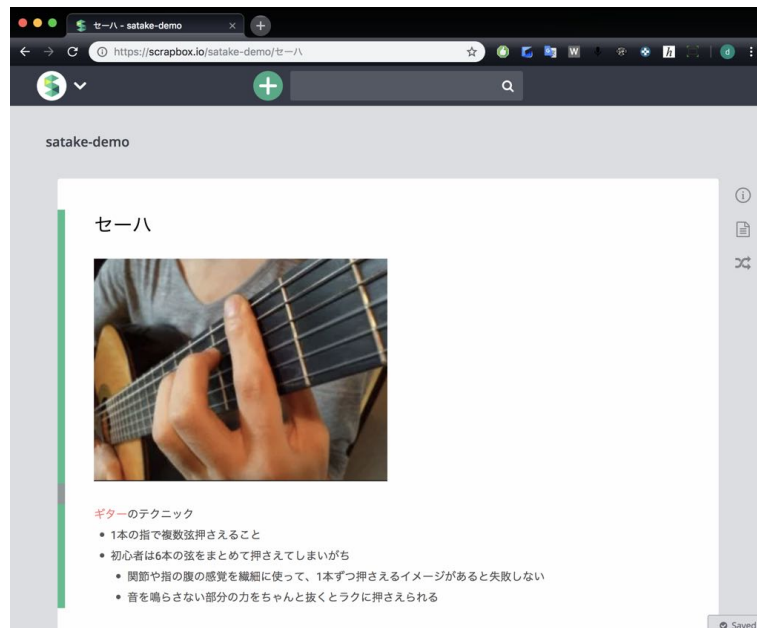 セーハ - satake-demo
https://scrapbox.io/satake-demo/セーハ
W
h
d
satake-demo
セーハ
ギターのテクニック
1本の指で複数弦押さえること
初心者は6本の弦をまとめて押さえてしまいがち
関節や指の腹の感覚を繊細に使って、1本ずつ押さえるイメージがあると失敗しない
音を鳴らさない部分の力をちゃんと抜くとラクに押さえられる
Saved